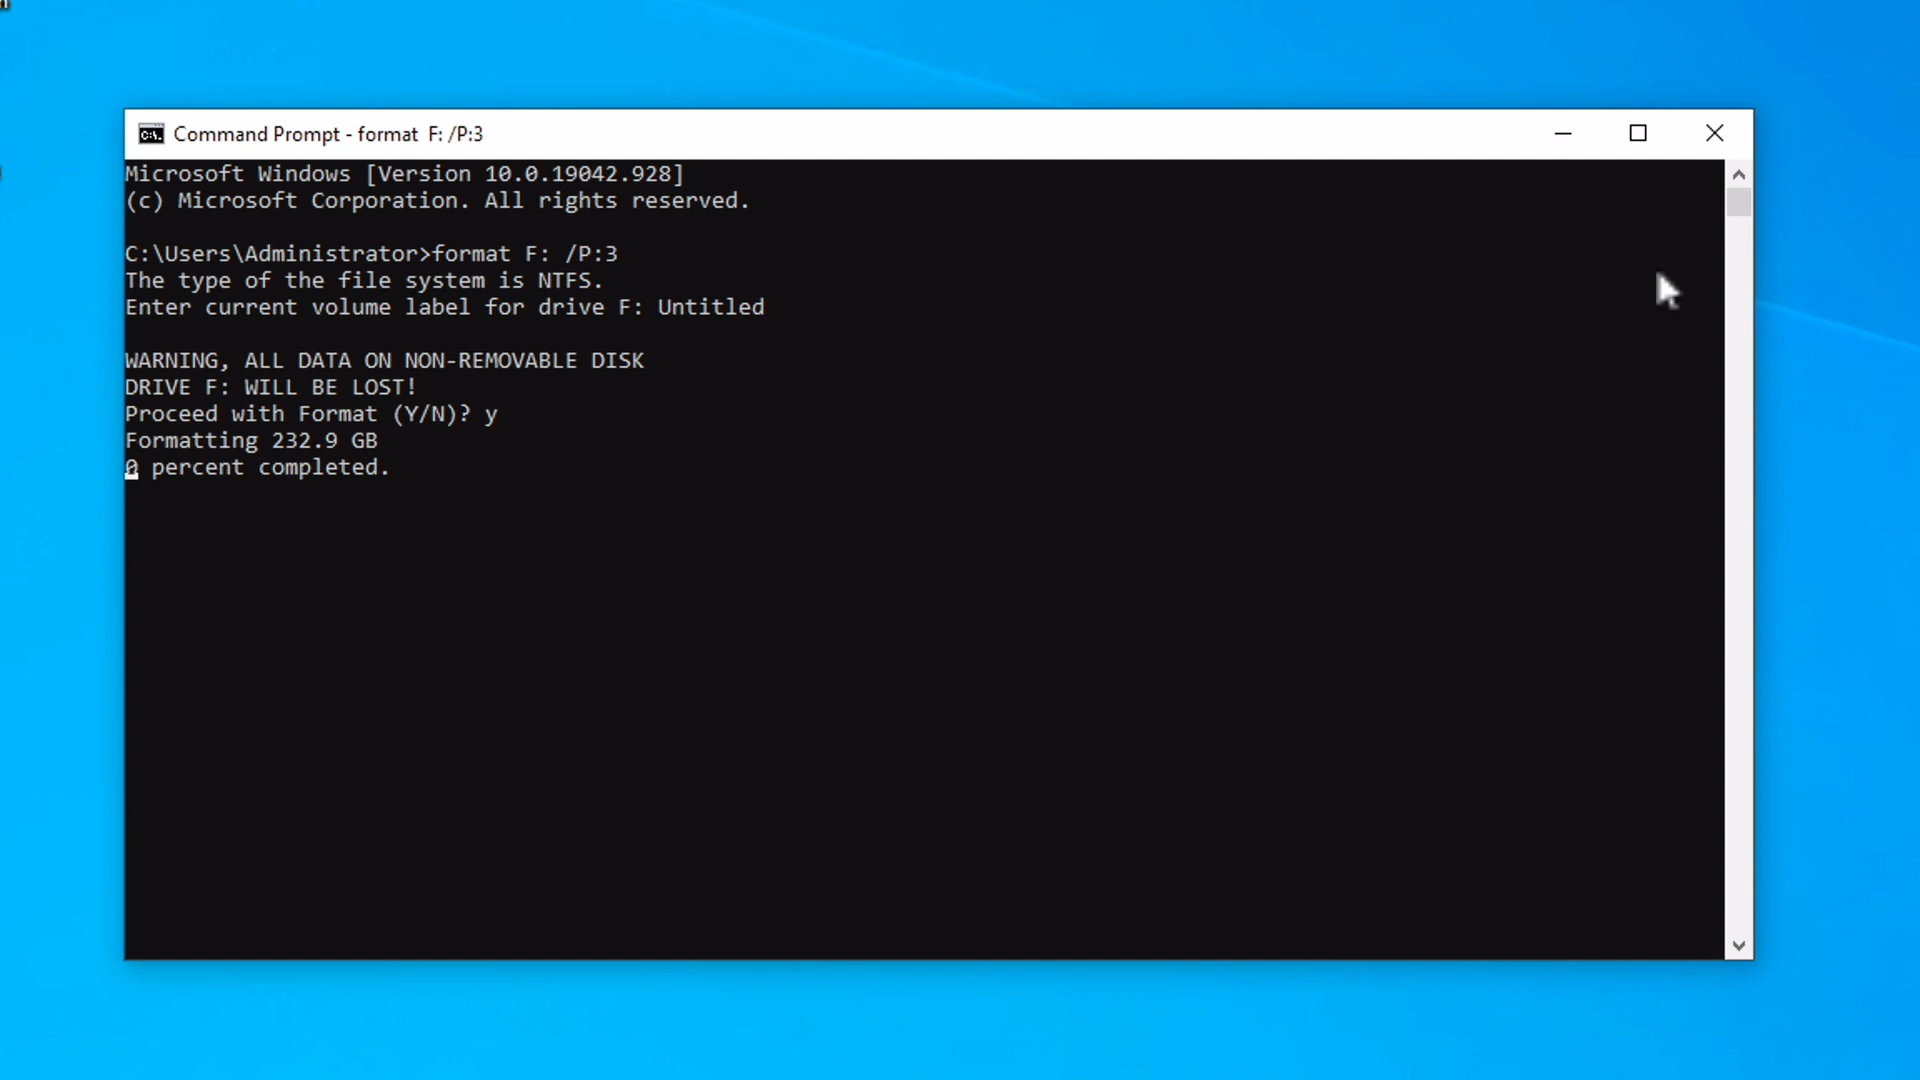 Command Prompt - format  F: /P:3
Microsoft Windows [Version 10.0.19042.928]
(c) Microsoft Corporation. All rights reserved.
C:\Users\Administrator>format F: /P:3
The type of the file system is NTFS.
Enter current volume label for drive F: Untitled
WARNING, ALL DATA ON NON-REMOVABLE DISK
DRIVE F: WILL BE LOST!
Proceed with Format (Y/N)? y
Formatting 232.9 GB
0 percent completed.